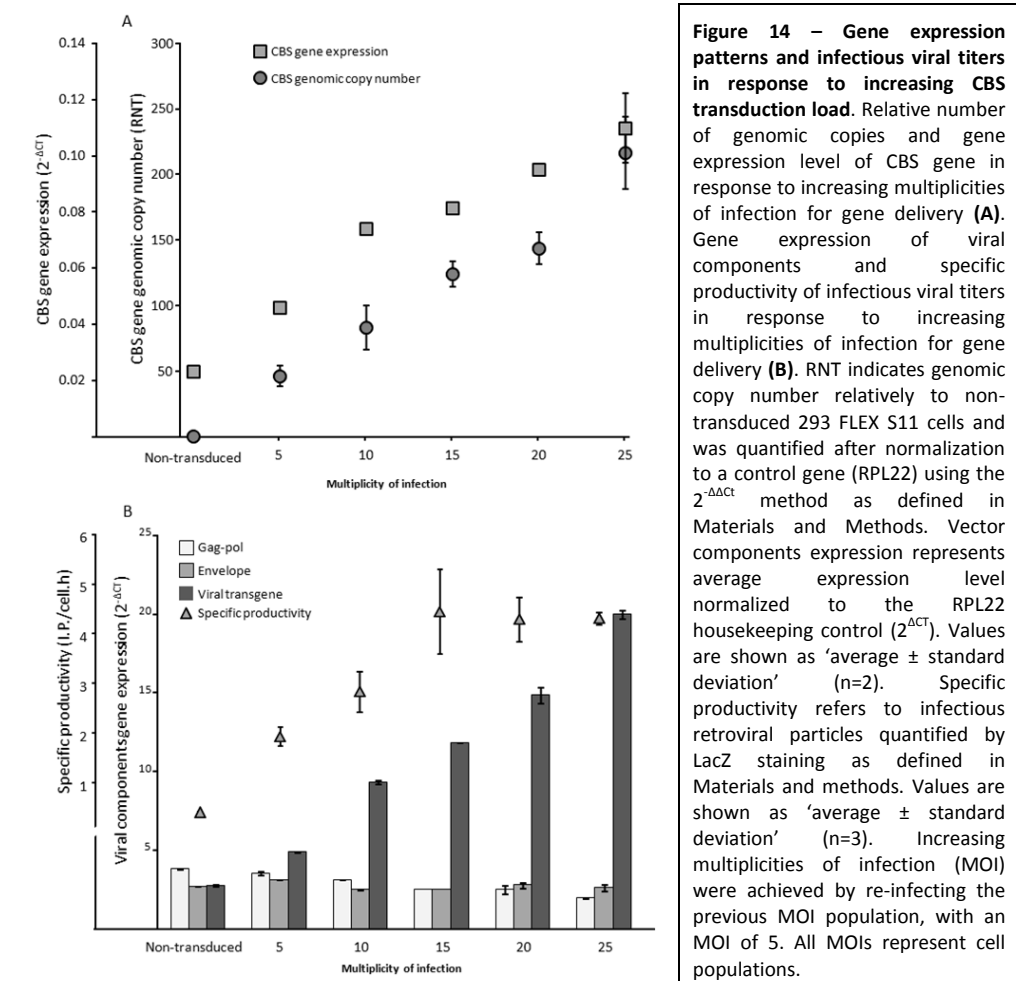 A
0.14
0.12
0.10
0.08
0.06
0.04
0.02
CBS gene expression (2-ΔCT)
300
250
200
150
100
50
CBS gene genomic copy number (RNT)
CBS gene expression
CBS genomic copy number
Non-transduced 5 10 15 20 25
Multiplicity of infection
B
6
5
4
3
2
1
Specific productivity (I.P./cell.h)
25
20
15
10
5
Viral componentsgene expression (2-ΔCT)
Gag-pol
Envelope
Viral transgene
Specific productivity
Non-transduced 5 10 15 20 25
Multiplicity of infection
Figure 14 – Gene expression
patterns and infectious viral titers
in response to increasing CBS
transduction load. Relative number
of genomic copies and gene
expression level of CBS gene in
response to increasing multiplicities
of infection for gene delivery (A).
Gene expression of viral
components and specific
productivity of infectious viral titers
in response to increasing
multiplicities of infection for gene
delivery (B). RNT indicates genomic
copy number relatively to non-
transduced 293 FLEX S11 cells and
was quantified after normalization
to a control gene (RPL22) using the
2-ΔΔCt method as defined in
Materials and Methods. Vector
components expression represents
average expression level
normalized to the RPL22
housekeeping control (2ΔCT). Values
are shown as ‘average ± standard
deviation’ (n=2). Specific
productivity refers to infectious
retroviral particles quantified by
LacZ staining as defined in
Materials and methods. Values are
shown as ‘average ± standard
deviation’ (n=3). Increasing
multiplicities of infection (MOI)
were achieved by re-infecting the
previous MOI population, with an
MOI of 5. All MOIs represent cell
populations.